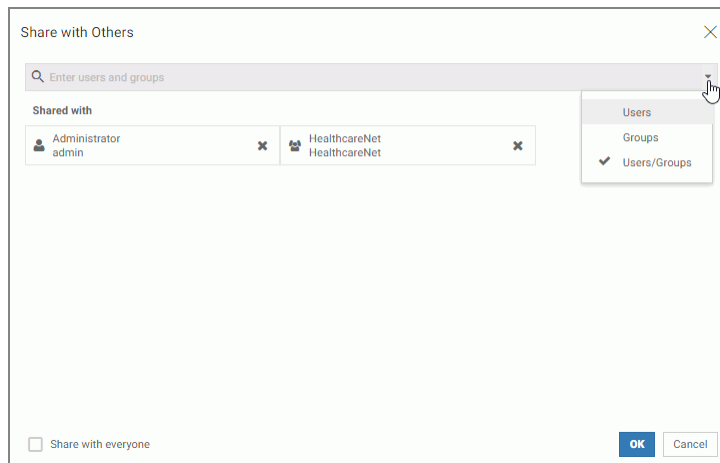 Share with Others
Enter users and groups
Shared with
Users
Groups
Users/Groups
Administrator
admin
HealthcareNet
HealthcareNet
Share with everyone
OK
Cancel